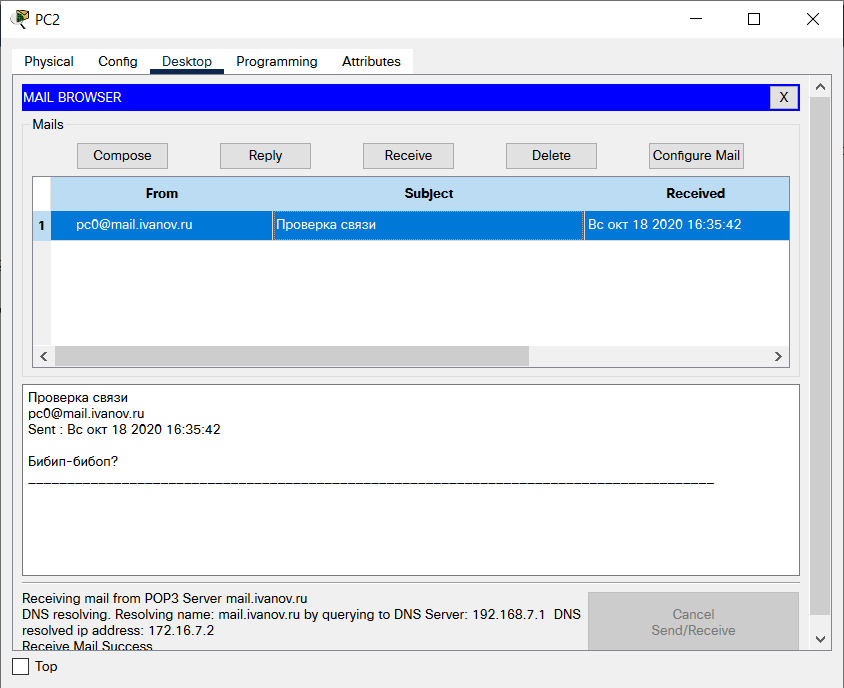 PC2
Physical Config Desktop Programming Attributes
MAIL BROWSER X
Mails
Compose Reply Receive Delete Configure Mail
From Subject Received
1 pc0@mail.ivanov.ru Проверка связи Вс окт 18 2020 16:35:42
Проверка связи
pc0@mail.ivanov.ru
Sent : Вс окт 18 2020 16:35:42
Бибип-бибоп?
Receiving mail from POP3 Server mail.ivanov.ru
DNS resolving. Resolving name: mail.ivanov.ru by querying to DNS Server: 192.168.7.1 DNS
resolved ip address: 172.16.7.2
Receive Mail Success
Cancel
Send/Receive
Top